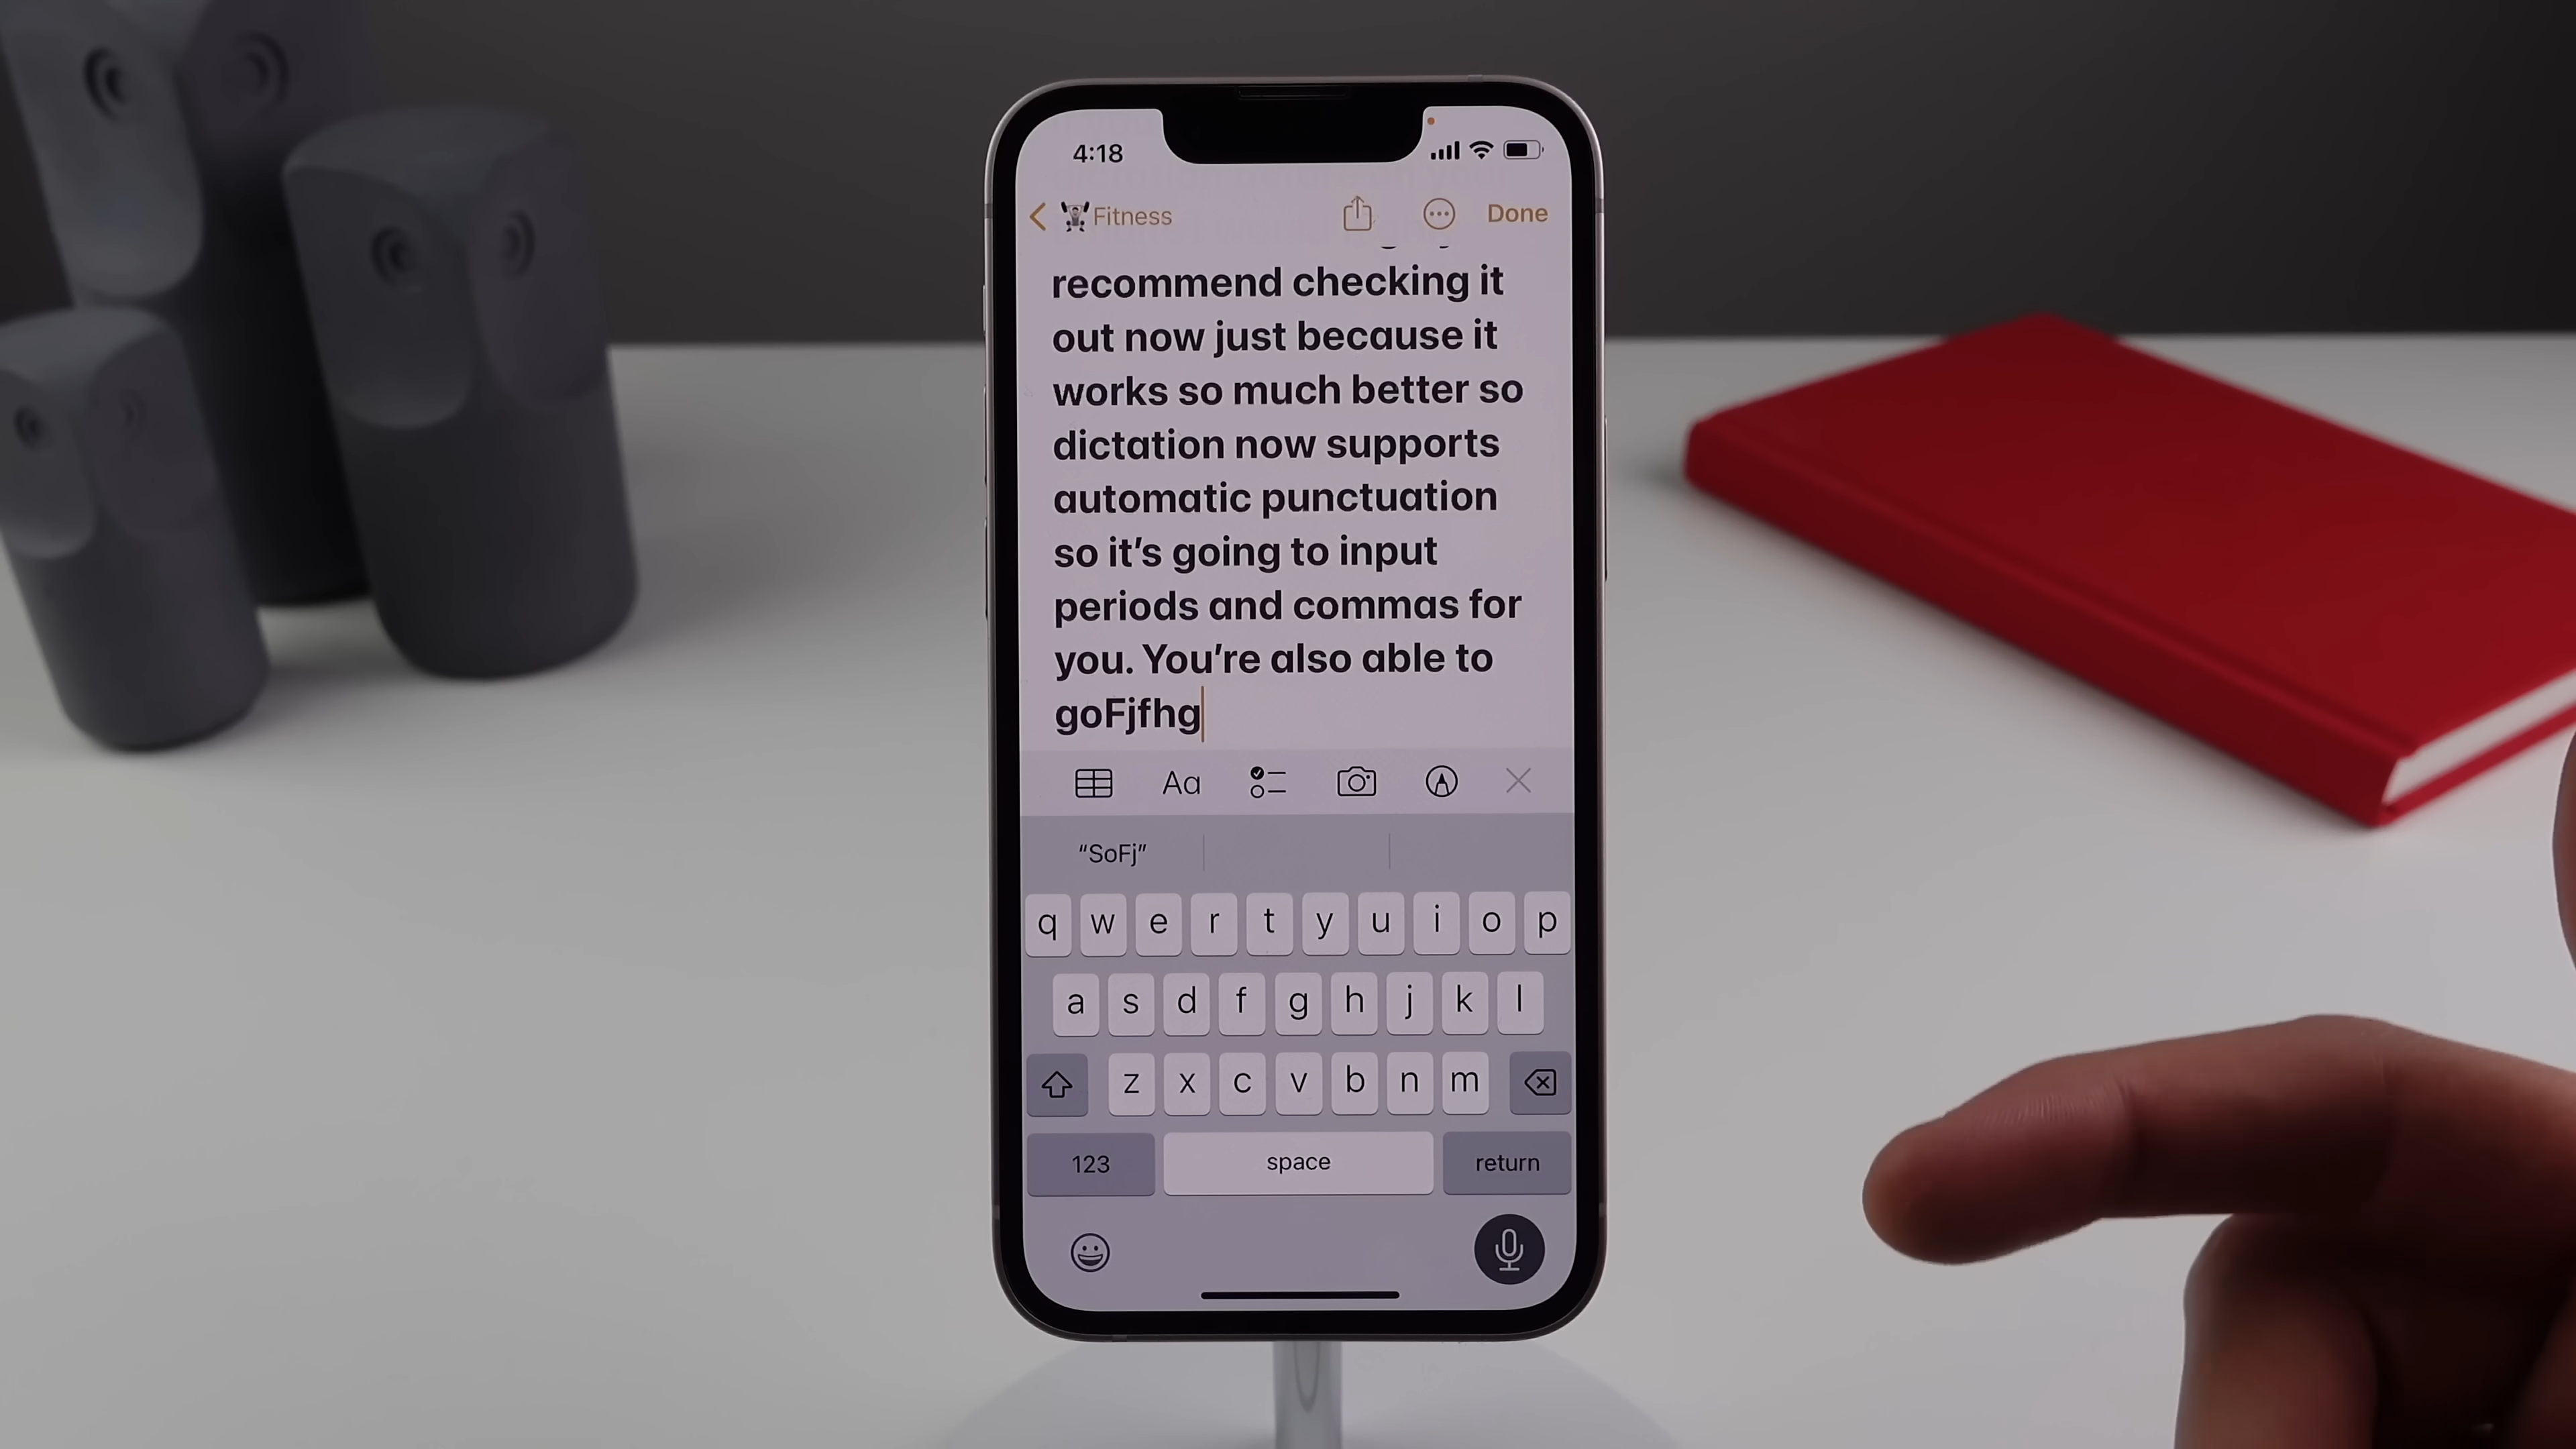 4:18
Fitness
Done
recommend checking it
out now just because it
works so much better so
dictation now supports
automatic punctuation
so it’s going to input
periods and commas for
you. You’re also able to
goFjfhg
Aa
“SoFj”
q w e r t y u i o p
a s d f g h j k l
z x c v b n m
123 space return